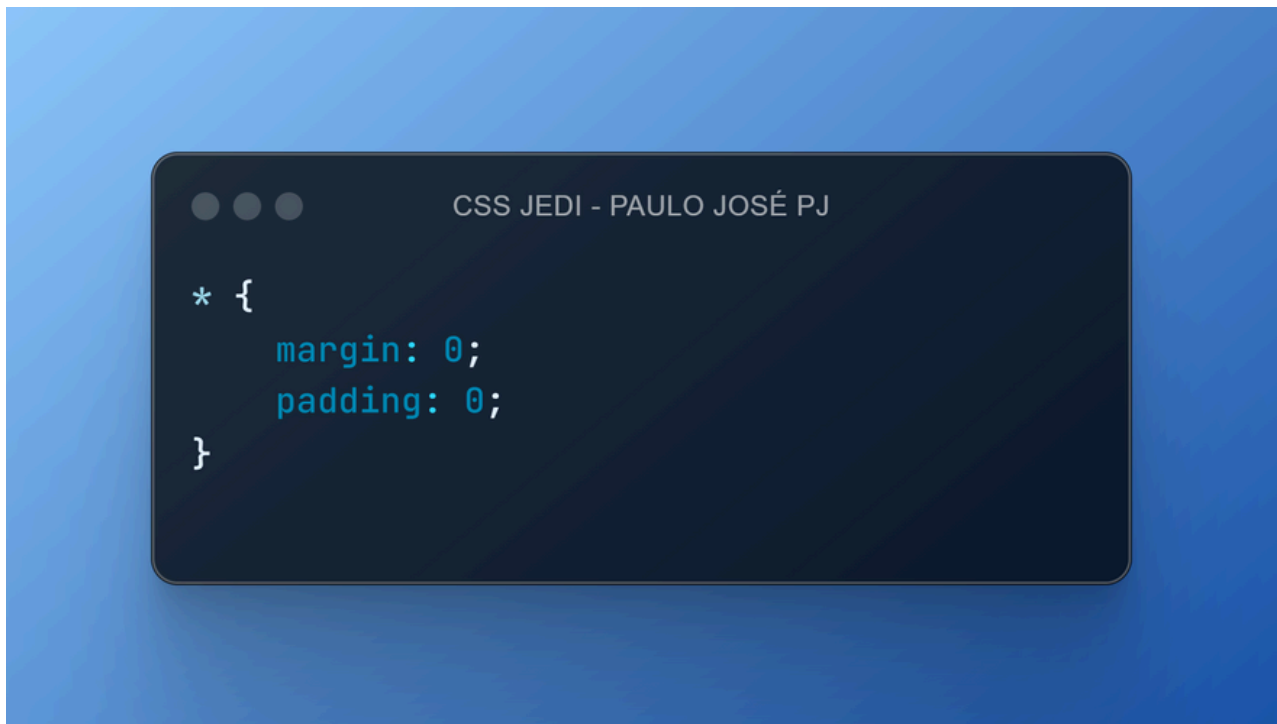 CSS JEDI - PAULO JOSÉ PJ
* {
    margin: 0;
    padding: 0;
}